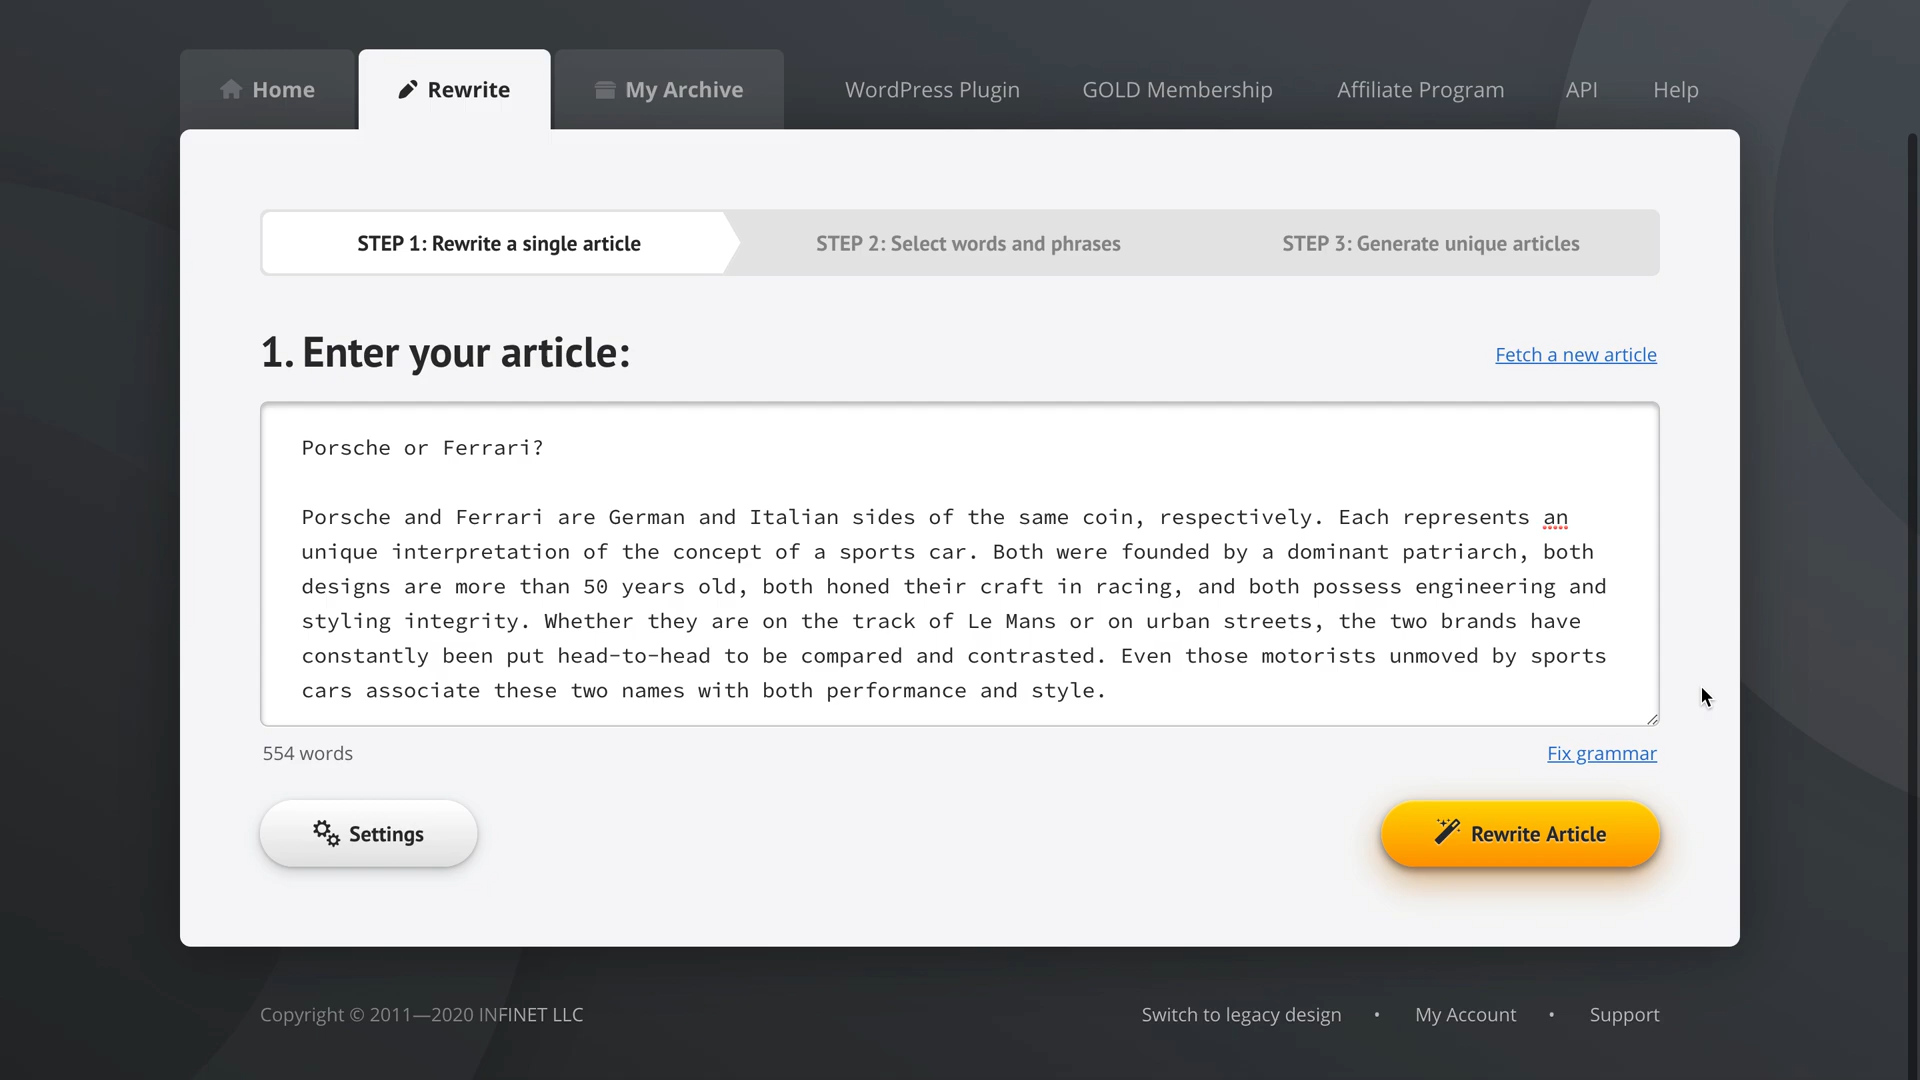 Home
Rewrite
My Archive
WordPress Plugin
GOLD Membership
Affiliate Program
API
Help
STEP 1: Rewrite a single article
STEP 2: Select words and phrases
STEP 3: Generate unique articles
1. Enter your article:
Fetch a new article
Porsche or Ferrari?
Porsche and Ferrari are German and Italian sides of the same coin, respectively. Each represents an
unique interpretation of the concept of a sports car. Both were founded by a dominant patriarch, both
designs are more than 50 years old, both honed their craft in racing, and both possess engineering and
styling integrity. Whether they are on the track of Le Mans or on urban streets, the two brands have
constantly been put head-to-head to be compared and contrasted. Even those motorists unmoved by sports
cars associate these two names with both performance and style.
554 words
Fix grammar
Settings
Rewrite Article
Copyright © 2011—2020 INFINET LLC
Switch to legacy design
•
My Account
•
Support